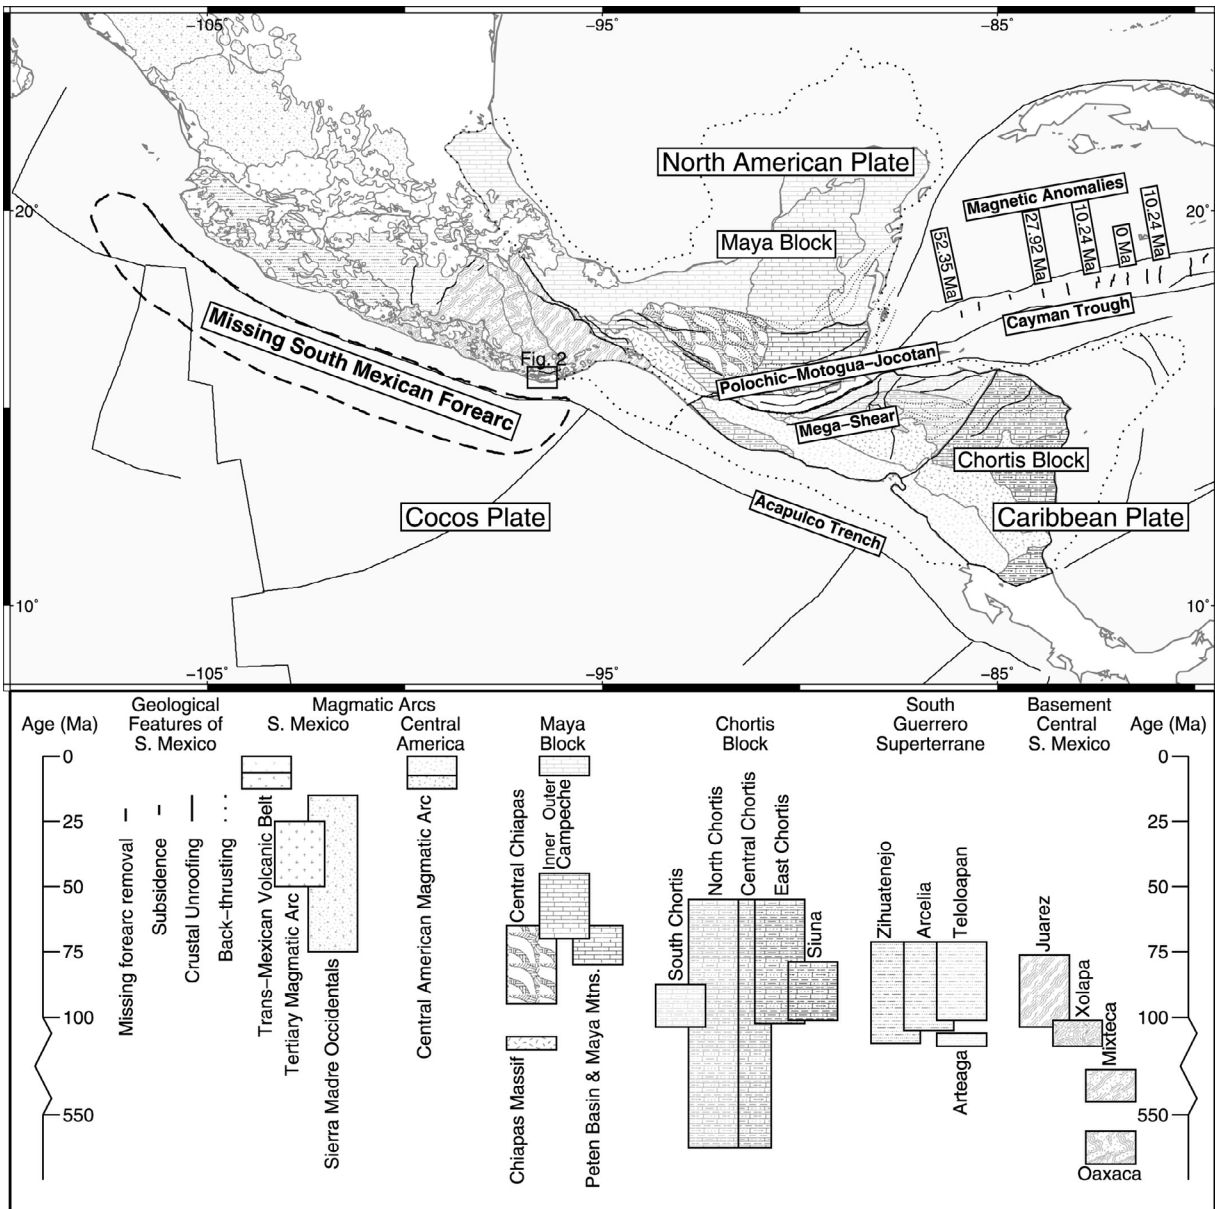 −105˚
−95˚
−85˚
North American Plate
Magnetic Anomalies
20˚
20˚
Maya Block
52.35 Ma
27.92 Ma
10.24 Ma
0 Ma
10.24 Ma
Cayman Trough
Missing South Mexican Forearc
Fig. 2
Polochic−Motogua−Jocotan
Mega−Shear
Chortis Block
Cocos Plate
Acapulco Trench
Caribbean Plate
10˚
10˚
−105˚
−95˚
−85˚
Age (Ma)
Geological
Features of
S. Mexico
Magmatic Arcs
S. Mexico
Central
America
Maya
Block
Chortis
Block
South
Guerrero
Superterrane
Basement
Central
S. Mexico
Age (Ma)
0
25
50
75
100
550
Missing forearc removal
Subsidence
Crustal Unroofing
Back−thrusting
Trans−Mexican Volcanic Belt
Tertiary Magmatic Arc
Sierra Madre Occidentals
Central American Magmatic Arc
Central Chiapas
Chiapas Massif
Inner Outer
Campeche
Peten Basin & Maya Mtns.
South Chortis
North Chortis
Central Chortis
East Chortis
Siuna
Zihuatenejo
Arcelia
Teloloapan
Arteaga
Juarez
Xolapa
Mixteca
Oaxaca
0
25
50
75
100
550